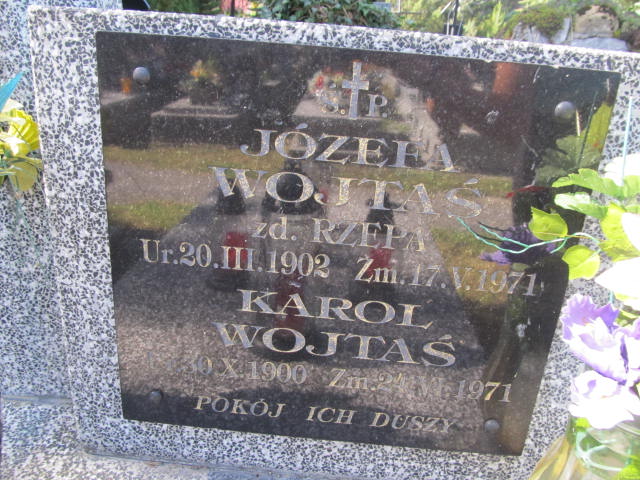 Ś.P.
JÓZEFA
WOJTAŚ
zd. RZEPA
Ur.20.III.1902 Zm.17.V.1971
KAROL
WOJTAŚ
X.1900 Zm.24.VI.1971
POKÓJ ICH DUSZY